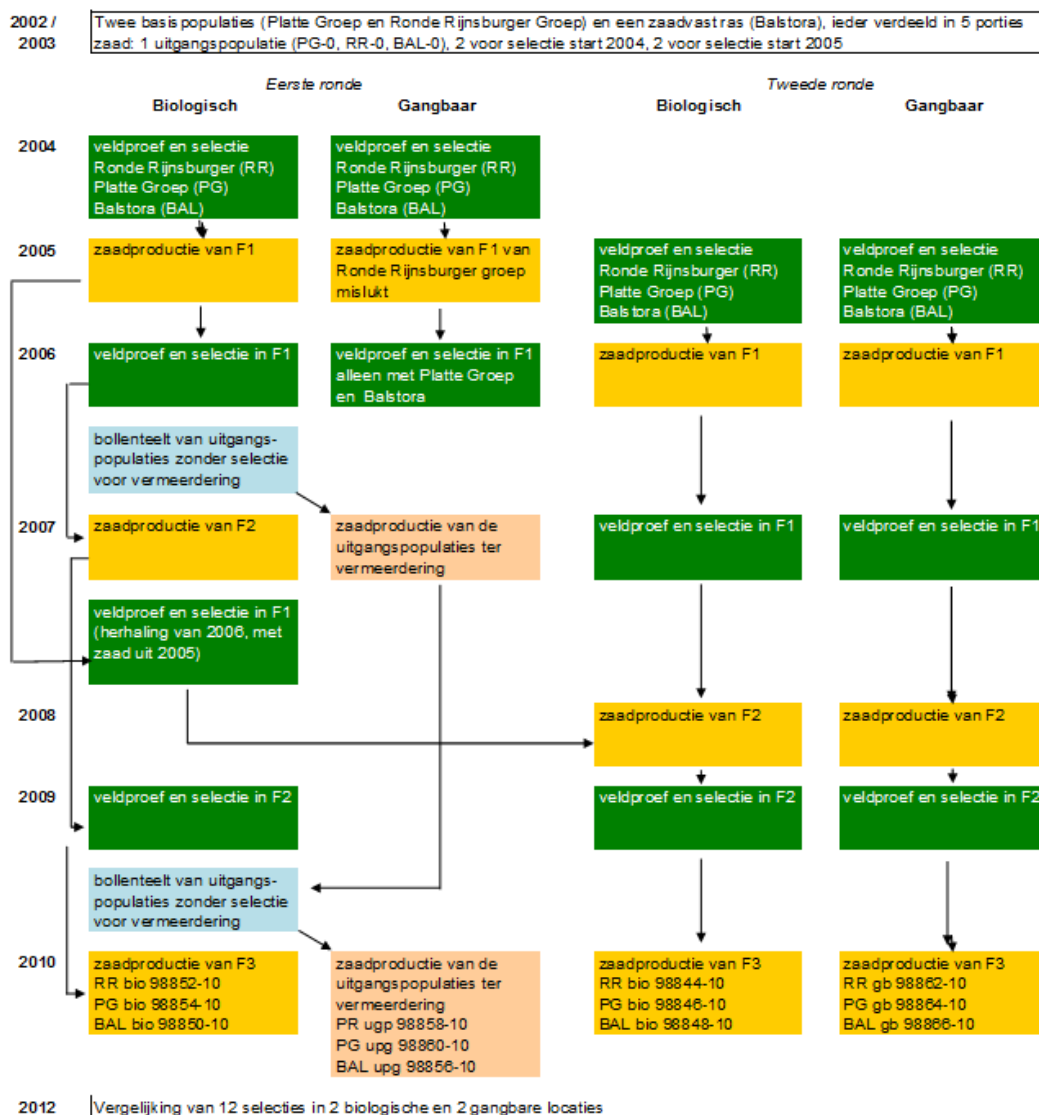 2002 / 2003
Twee basispopulaties (Platte Groep en Ronde Rijnsburger Groep) en een zaadvast ras (Balstora), ieder verdeeld in 5 porties
zaad: 1 uitgangspopulatie (PG-0, RR-0, BAL-0), 2 voor selectie start 2004, 2 voor selectie start 2005
Eerste ronde
Tweede ronde
Biologisch
Gangbaar
Biologisch
Gangbaar
2004
veldproef en selectie
Ronde Rijnsburger (RR)
Platte Groep (PG)
Balstora (BAL)
veldproef en selectie
Ronde Rijnsburger (RR)
Platte Groep (PG)
Balstora (BAL)
2005
zaadproductie van F1
zaadproductie van F1 van
Ronde Rijnsburger groep
mislukt
veldproef en selectie
Ronde Rijnsburger (RR)
Platte Groep (PG)
Balstora (BAL)
veldproef en selectie
Ronde Rijnsburger (RR)
Platte Groep (PG)
Balstora (BAL)
2006
veldproef en selectie in F1
veldproef en selectie in F1
alleen met Platte Groep
en Balstora
zaadproductie van F1
zaadproductie van F1
bollenteelt van uitgangs-
populaties zonder selectie
voor vermeerdering
2007
zaadproductie van F2
zaadproductie van de
uitgangspopulaties ter
vermeerdering
veldproef en selectie in F1
veldproef en selectie in F1
veldproef en selectie in F1
(herhaling van 2006, met
zaad uit 2005)
2008
zaadproductie van F2
zaadproductie van F2
2009
veldproef en selectie in F2
veldproef en selectie in F2
veldproef en selectie in F2
bollenteelt van uitgangs-
populaties zonder selectie
voor vermeerdering
2010
zaadproductie van F3
RR bio 98852-10
PG bio 98854-10
BAL bio 98850-10
zaadproductie van de
uitgangspopulaties ter
vermeerdering
PR ugp 98858-10
PG upg 98860-10
BAL upg 98856-10
zaadproductie van F3
RR bio 98844-10
PG bio 98846-10
BAL bio 98848-10
zaadproductie van F3
RR gb 98862-10
PG gb 98864-10
BAL gb 98866-10
2012
Vergelijking van 12 selecties in 2 biologische en 2 gangbare locaties